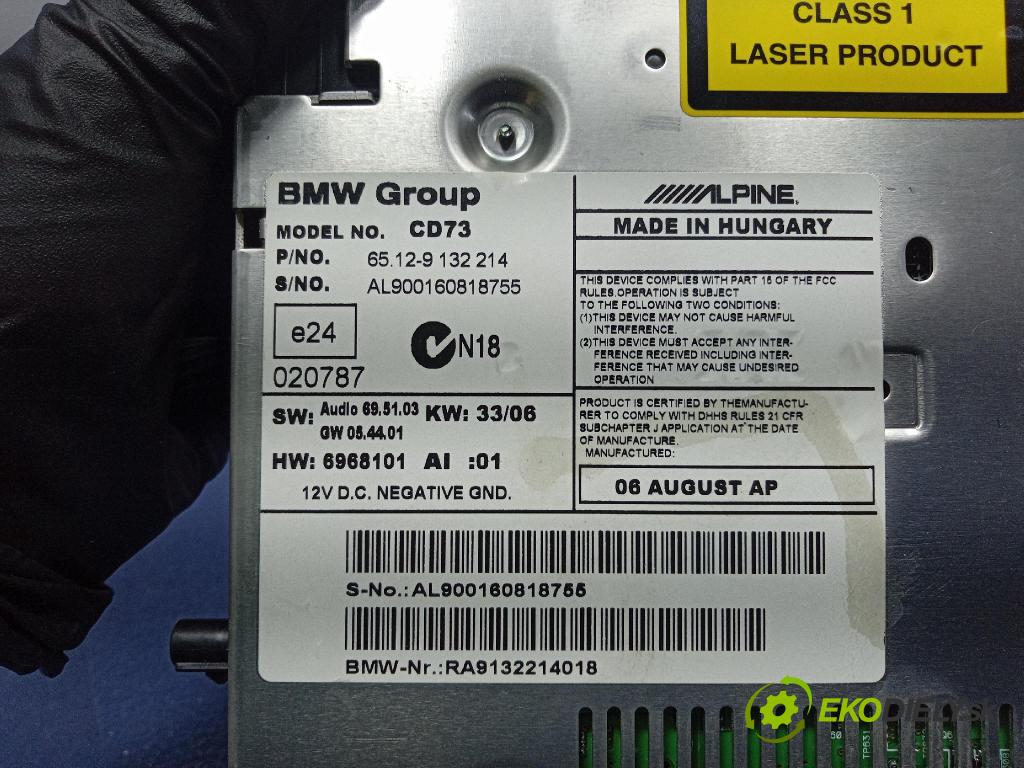 CLASS 1
LASER PRODUCT
BMW Group
MODEL NO. CD73
P/NO. 65.12-9 132 214
S/NO. AL900160818755
e24
N18
020787
ALPINE
MADE IN HUNGARY
THIS DEVICE COMPLIES WITH PART 15 OF THE FCC
RULES.OPERATION IS SUBJECT
TO THE FOLLOWING TWO CONDITIONS:
(1)THIS DEVICE MAY NOT CAUSE HARMFUL
INTERFERENCE.
(2)THIS DEVICE MUST ACCEPT ANY INTER-
FERENCE RECEIVED INCLUDING INTER-
FERENCE THAT MAY CAUSE UNDESIRED
OPERATION
SW: Audio 69.51.03 KW: 33/06
GW 05.44.01
HW: 6968101 AI :01
12V D.C. NEGATIVE GND.
PRODUCT IS CERTIFIED BY THEMANUFACTU-
RER TO COMPLY WITH DHHS RULES 21 CFR
SUBCHAPTER J APPLICATION AT THE DATE
OF MANUFACTURE.
MANUFACTURED:
06 AUGUST AP
S-No.:AL900160818755
BMW-Nr.:RA9132214018
EKODIELY
TP631